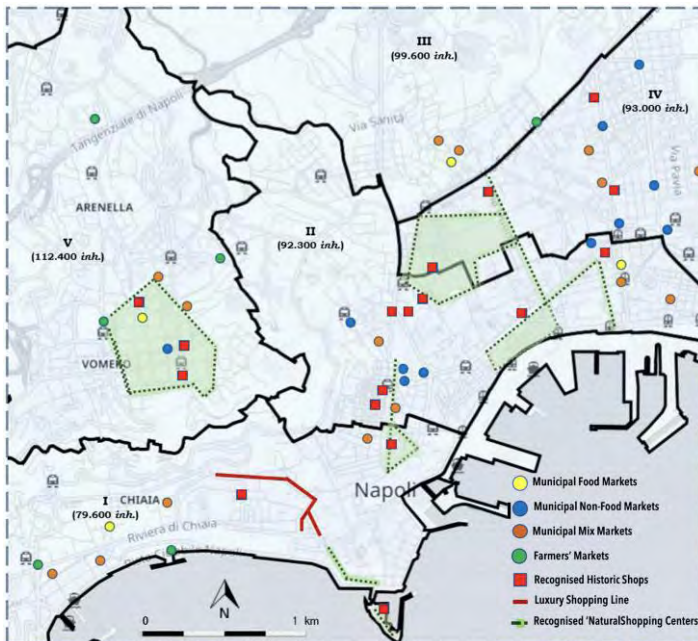 III
(99.600 inh.)
IV
(93.000 inh.)
Tangenziale di Napoli
Via Sanità
Via Pavia
ARENELLA
V
(112.400 inh.)
II
(92.300 inh.)
VOMERO
Napoli
I
CHIAIA
(79.600 inh.)
Riviera di Chiaia
Napoli
Municipal Food Markets
Municipal Non-Food Markets
Municipal Mix Markets
Farmers' Markets
Recognised Historic Shops
Luxury Shopping Line
Recognised 'NaturalShopping Centers
N
0
1 km